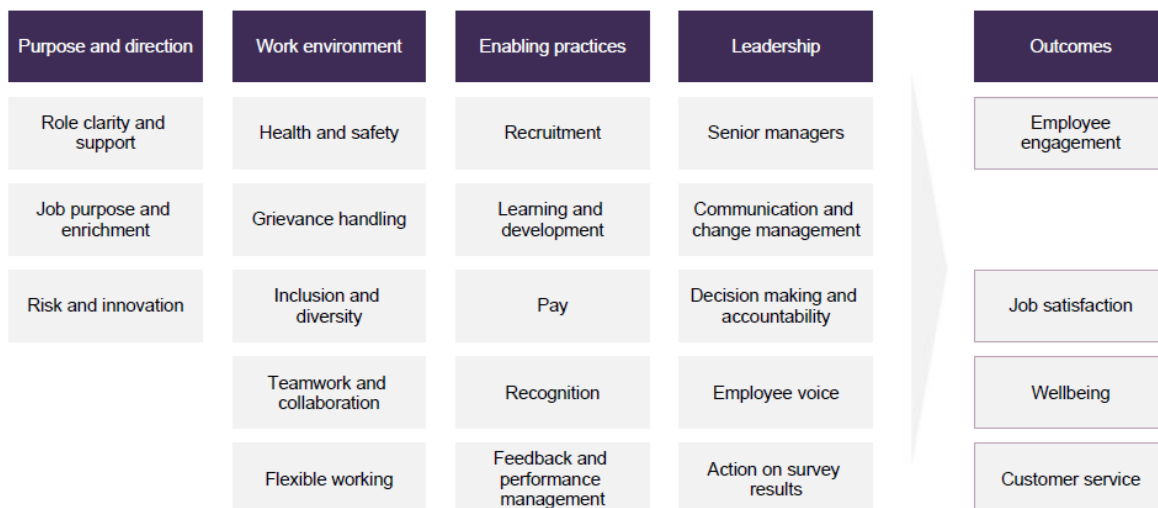 Purpose and direction
Work environment
Enabling practices
Leadership
Outcomes
Role clarity and
support
Health and safety
Recruitment
Senior managers
Employee
engagement
Job purpose and
enrichment
Grievance handling
Learning and
development
Communication and
change management
Risk and innovation
Inclusion and
diversity
Pay
Decision making and
accountability
Job satisfaction
Teamwork and
collaboration
Recognition
Employee voice
Wellbeing
Flexible working
Feedback and
performance
management
Action on survey
results
Customer service